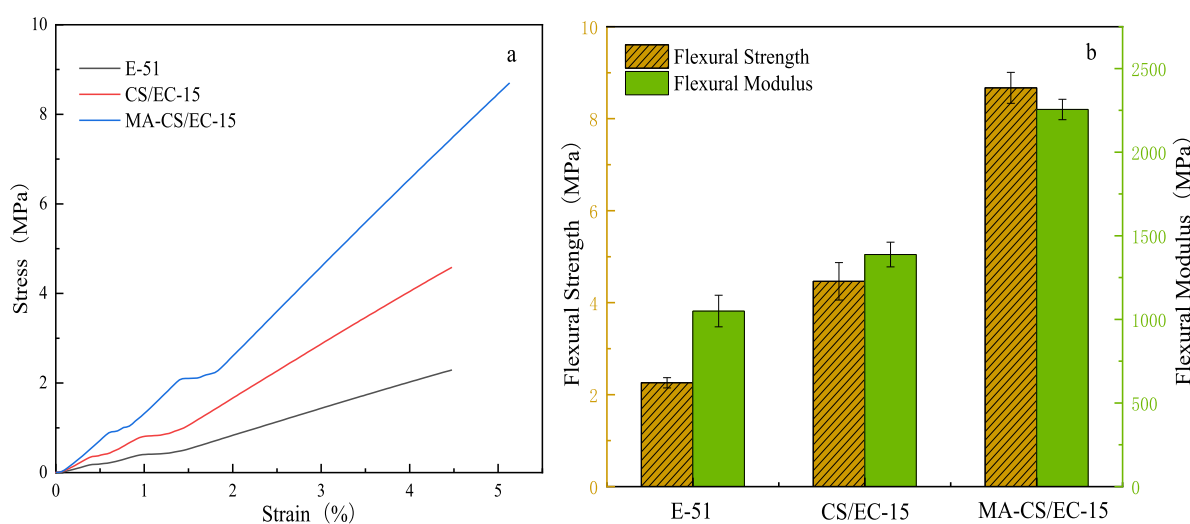 a
E-51
CS/EC-15
MA-CS/EC-15
10
8
6
4
2
0
Stress（MPa）
0 1 2 3 4 5
Strain（%）
b
Flexural Strength
Flexural Modulus
10
8
6
4
2
0
Flexural Strength（MPa）
2500
2250
1500
1000
500
0
Flexural Modulus（MPa）
E-51 CS/EC-15 MA-CS/EC-15